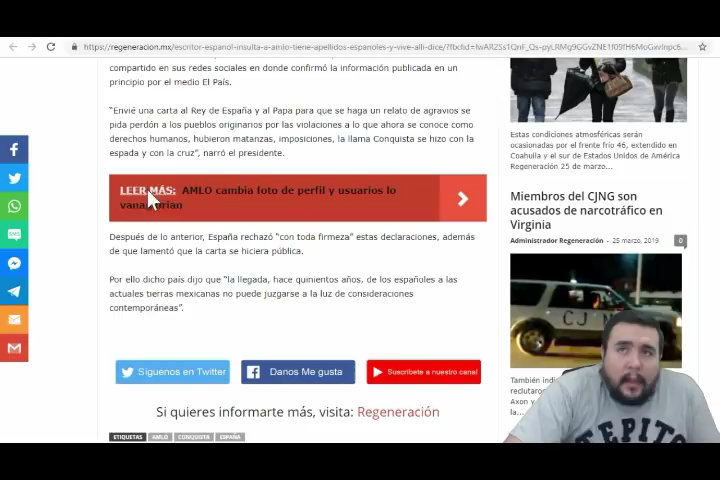 https://regeneracion.mx/escritor-espanol-insulta-a-amlo-tiene-apellidos-espanoles-y-vive-alli-dice/?fbclid=
compartido en sus redes sociales en donde confirmó la información publicada en un
principio por el medio El País.
“Envié una carta al Rey de España y al Papa para que se haga un relato de agravios se
pida perdón a los pueblos originarios por las violaciones a lo que ahora se conoce como
derechos humanos, hubieron matanzas, imposiciones, la llama Conquista se hizo con la
espada y con la cruz”, narró el presidente.
LEER MÁS: AMLO cambia foto de perfil y usuarios lo
Después de lo anterior, España rechazó “con toda firmeza” estas declaraciones, además
de que lamentó que la carta se hiciera pública.
Por ello dicho país dijo que “la llegada, hace quinientos años, de los españoles a las
actuales tierras mexicanas no puede juzgarse a la luz de consideraciones
contemporáneas”.
Síguenos en Twitter
Danos Me gusta
Suscribete a nuestro canal
Si quieres informarte más, visita: Regeneración
ETIQUETAS AMLO CONQUISTA ESPAÑA
Estas condiciones atmosféricas serán
ocasionadas por el frente frío 46, extendido en
Coahuila y el sur de Estados Unidos de América
Regeneración 25 de marzo...
Miembros del CJNG son
acusados de narcotráfico en
Virginia
Administrador Regeneración - 25 marzo, 2019 0
CJNG
También
reclutaro
Axon y
la...
TEPITO